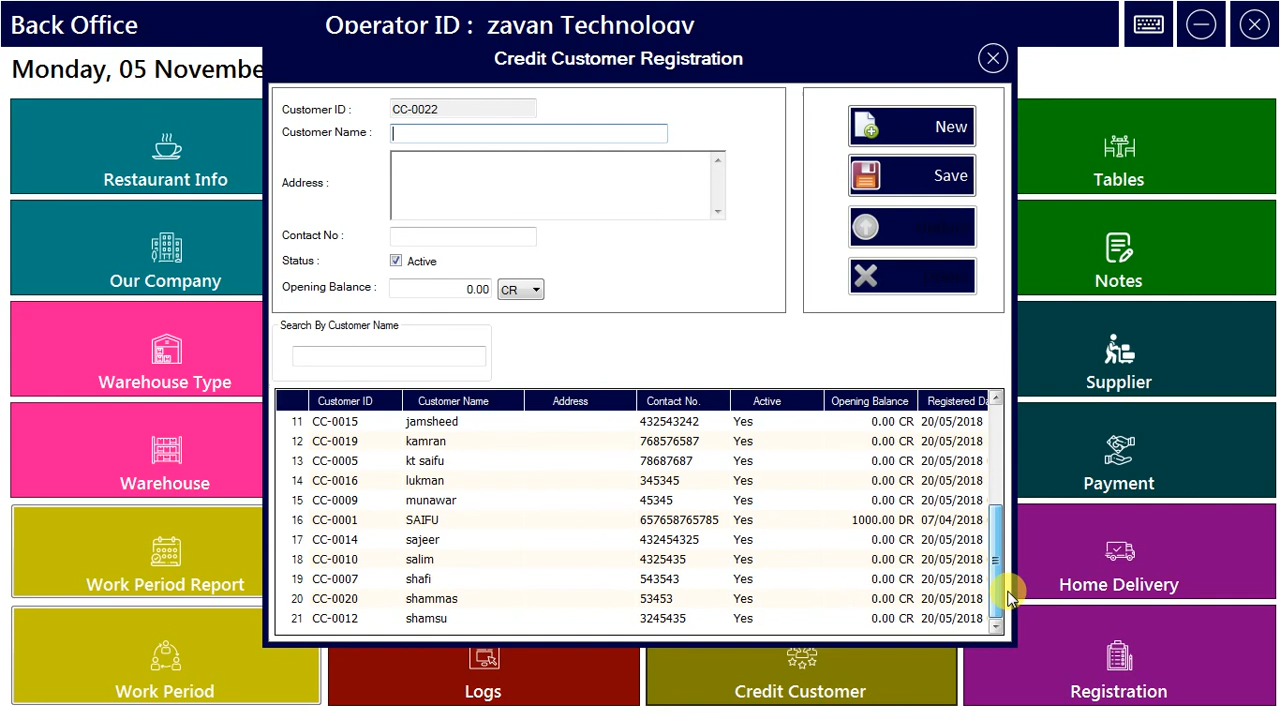 Back Office
Operator ID : zavan Technology
Monday, 05 Novembe
Credit Customer Registration
Customer ID : CC-0022
Customer Name :
Address :
Contact No :
Status : Active
Opening Balance : 0.00 CR
New
Save
Search By Customer Name
Customer ID Customer Name Address Contact No. Active Opening Balance Registered Da
11 CC-0015 jamsheed 432543242 Yes 0.00 CR 20/05/2018
12 CC-0019 kamran 768576587 Yes 0.00 CR 20/05/2018
13 CC-0005 kt saifu 78687687 Yes 0.00 CR 20/05/2018
14 CC-0016 lukman 345345 Yes 0.00 CR 20/05/2018
15 CC-0009 munawar 45345 Yes 0.00 CR 20/05/2018
16 CC-0001 SAIFU 657658765785 Yes 1000.00 DR 07/04/2018
17 CC-0014 sajeer 432454325 Yes 0.00 CR 20/05/2018
18 CC-0010 salim 4325435 Yes 0.00 CR 20/05/2018
19 CC-0007 shafi 543543 Yes 0.00 CR 20/05/2018
20 CC-0020 shammas 53453 Yes 0.00 CR 20/05/2018
21 CC-0012 shamsu 3245435 Yes 0.00 CR 20/05/2018
Restaurant Info
Our Company
Warehouse Type
Warehouse
Work Period Report
Work Period
Logs
Credit Customer
Tables
Notes
Supplier
Payment
Home Delivery
Registration